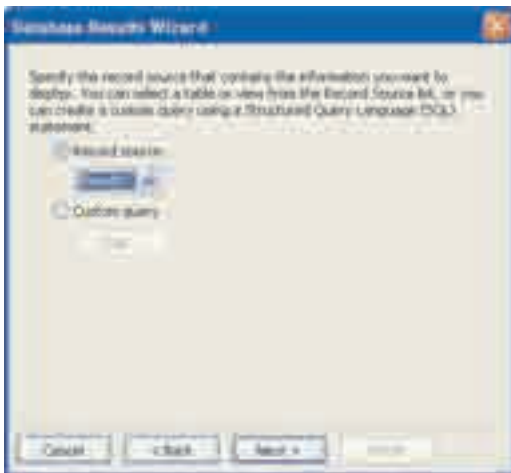 Database Results Wizard
Specify the record source that contains the information you want to
display. You can select a table or view from the Record Source list, or you
can create a custom query using a Structured Query Language (SQL)
statement.
Record source:
Custom query
Cancel
< Back
Next >